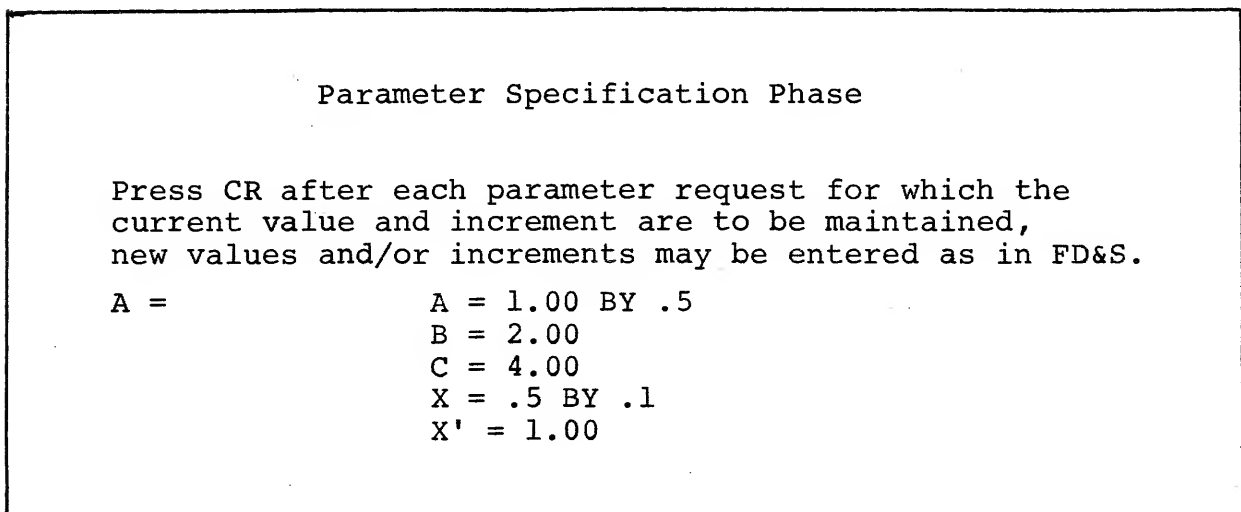 Parameter Specification Phase
Press CR after each parameter request for which the
current value and increment are to be maintained,
new values and/or increments may be entered as in FD&S.
A = A = 1.00 BY .5
B = 2.00
C = 4.00
X = .5 BY .1
X' = 1.00